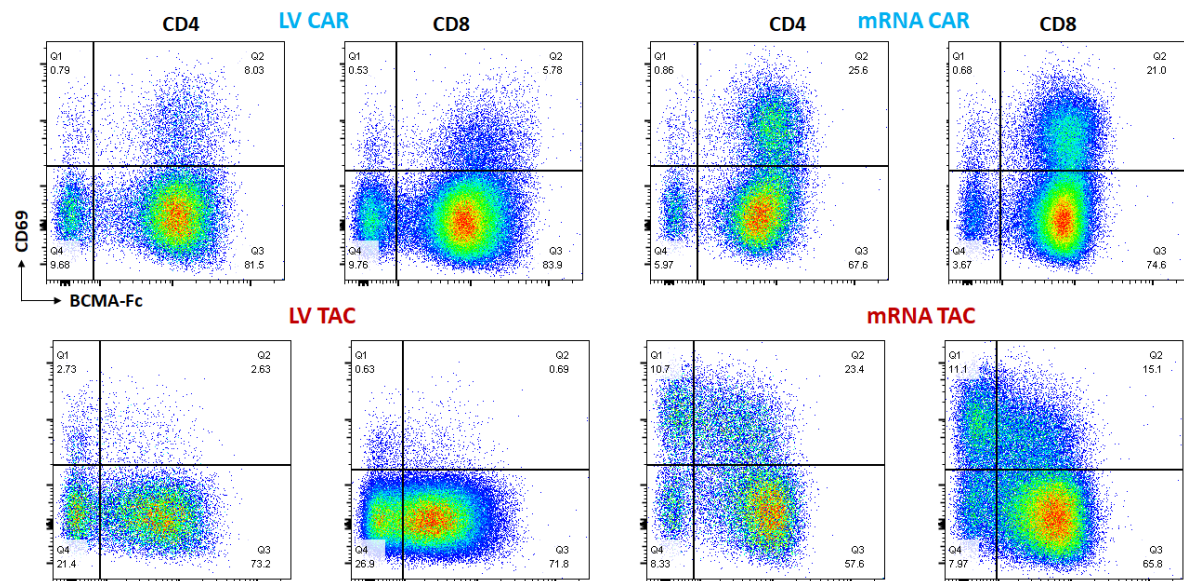 LV CAR
mRNA CAR
CD4
CD8
CD4
CD8
Q1
0.79
Q2
8.03
Q4
9.68
Q3
81.5
Q1
0.53
Q2
5.78
Q4
9.76
Q3
83.9
Q1
0.86
Q2
25.6
Q4
5.97
Q3
67.6
Q1
0.68
Q2
21.0
Q4
3.67
Q3
74.6
CD69
BCMA-Fc
LV TAC
mRNA TAC
Q1
2.73
Q2
2.63
Q4
21.4
Q3
73.2
Q1
0.63
Q2
0.69
Q4
26.9
Q3
71.8
Q1
10.7
Q2
23.4
Q4
8.33
Q3
57.6
Q1
11.1
Q2
15.1
Q4
7.97
Q3
65.8